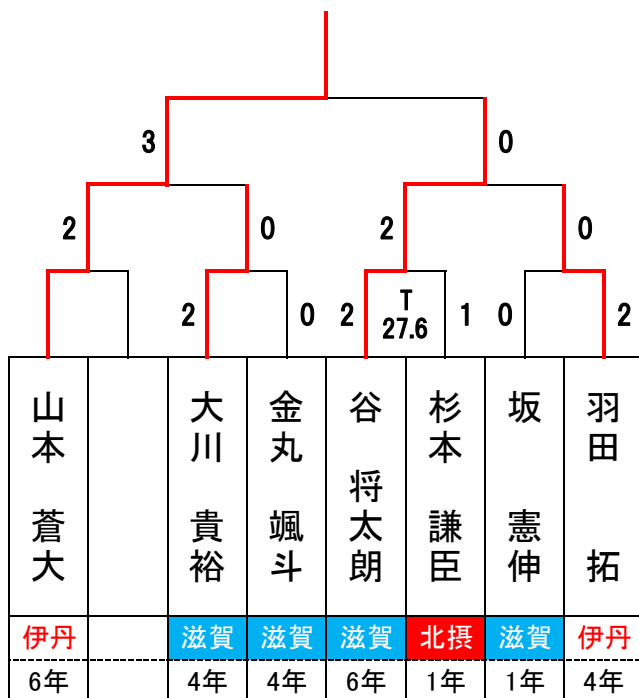 3 0
2 0 2 0
2 0 2 T 27.6 1 0 2
山本 蒼大
大川 貴裕
金丸 颯斗
谷 将太朗
杉本 謙臣
坂 憲伸
羽田 拓
伊丹 滋賀 滋賀 滋賀 北摂 滋賀 伊丹
6年 4年 4年 6年 1年 1年 4年